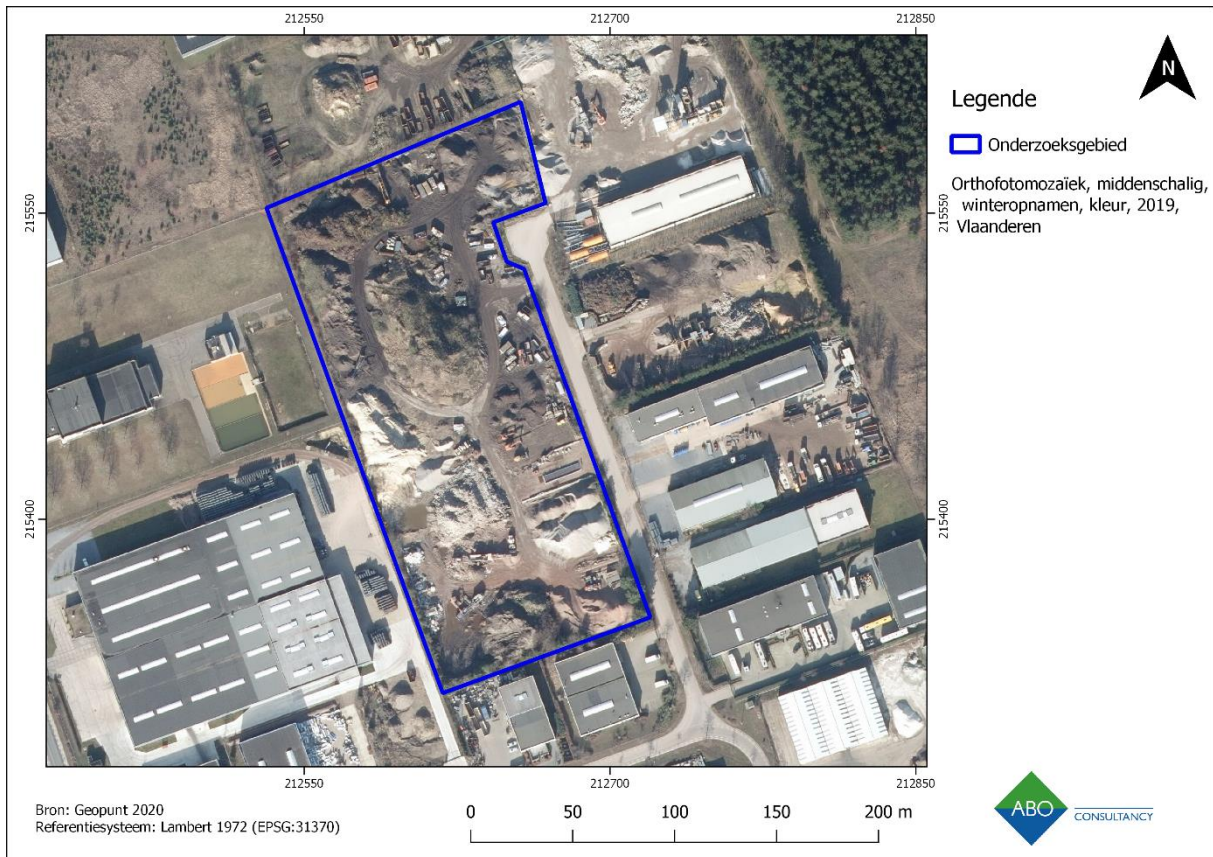 212550
212700
212850
N
Legende
Onderzoeksgebied
Orthofotomozaïek, middenschalig,
winteropnamen, kleur, 2019,
Vlaanderen
215550
215550
215400
215400
212550
212700
212850
Bron: Geopunt 2020
Referentiesysteem: Lambert 1972 (EPSG:31370)
0 50 100 150 200 m
ABO
CONSULTANCY